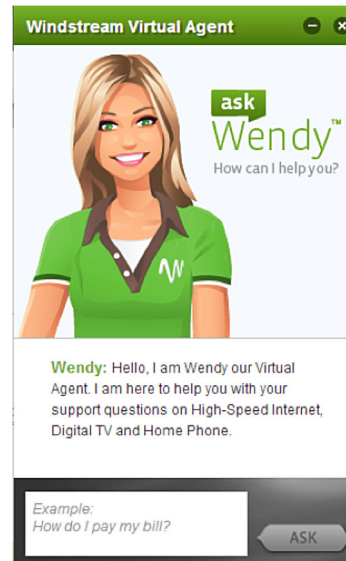 Windstream Virtual Agent
ask
Wendy™
How can I help you?
Wendy: Hello, I am Wendy our Virtual
Agent. I am here to help you with your
support questions on High-Speed Internet,
Digital TV and Home Phone.
Example:
How do I pay my bill?
ASK